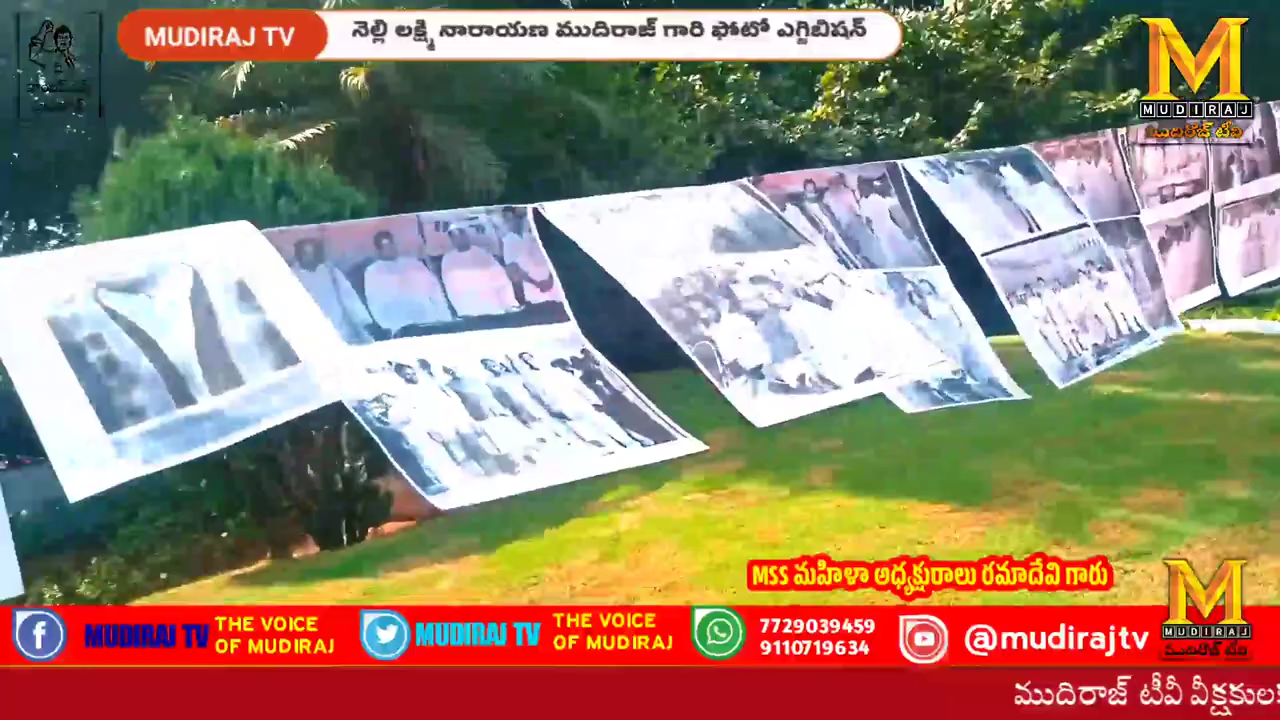 MUDIRAJ TV
నెల్లి లక్ష్మి నారాయణ ముదిరాజ్ గారి ఫోటో ఎగ్జిబిషన్
M
MUDIRAJ
ముదిరాజ్ టీవి
MSS మహిళా అధ్యక్షురాలు రమాదేవి గారు
MUDIRAJ TV
THE VOICE
OF MUDIRAJ
MUDIRAJ TV
THE VOICE
OF MUDIRAJ
7729039459
9110719634
@mudirajtv
M
MUDIRAJ
ముదిరాజ్ టీవి
ముదిరాజ్ టీవీ వీక్షకుల